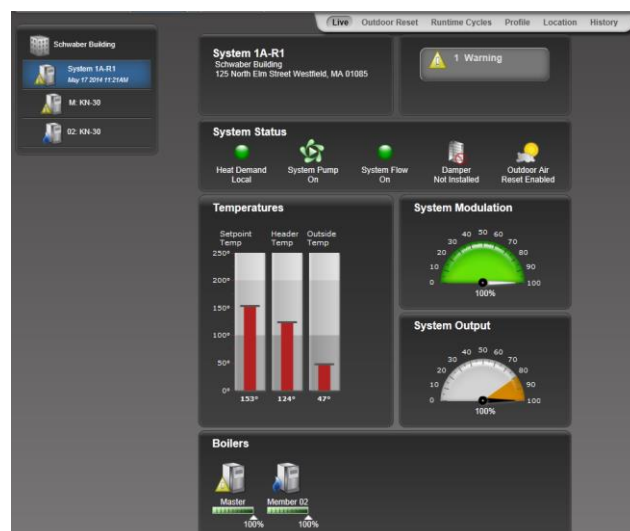 Live Outdoor Reset Runtime Cycles Profile Location History
Schwaber Building
System 1A-R1
May 17 2014 11:21AM
M: KN-30
02: KN-30
System 1A-R1
Schwaber Building
125 North Elm Street Westfield, MA 01085
1 Warning
System Status
Heat Demand
Local
System Pump
On
System Flow
On
Damper
Not Installed
Outdoor Air
Reset Enabled
Temperatures
Setpoint
Temp
Header
Temp
Outside
Temp
250°
200°
150°
100°
50°
0°
153° 124° 47°
System Modulation
0 10 20 30 40 50 60 70 80 90 100
100%
System Output
0 10 20 30 40 50 60 70 80 90 100
100%
Boilers
Master
100%
Member 02
100%